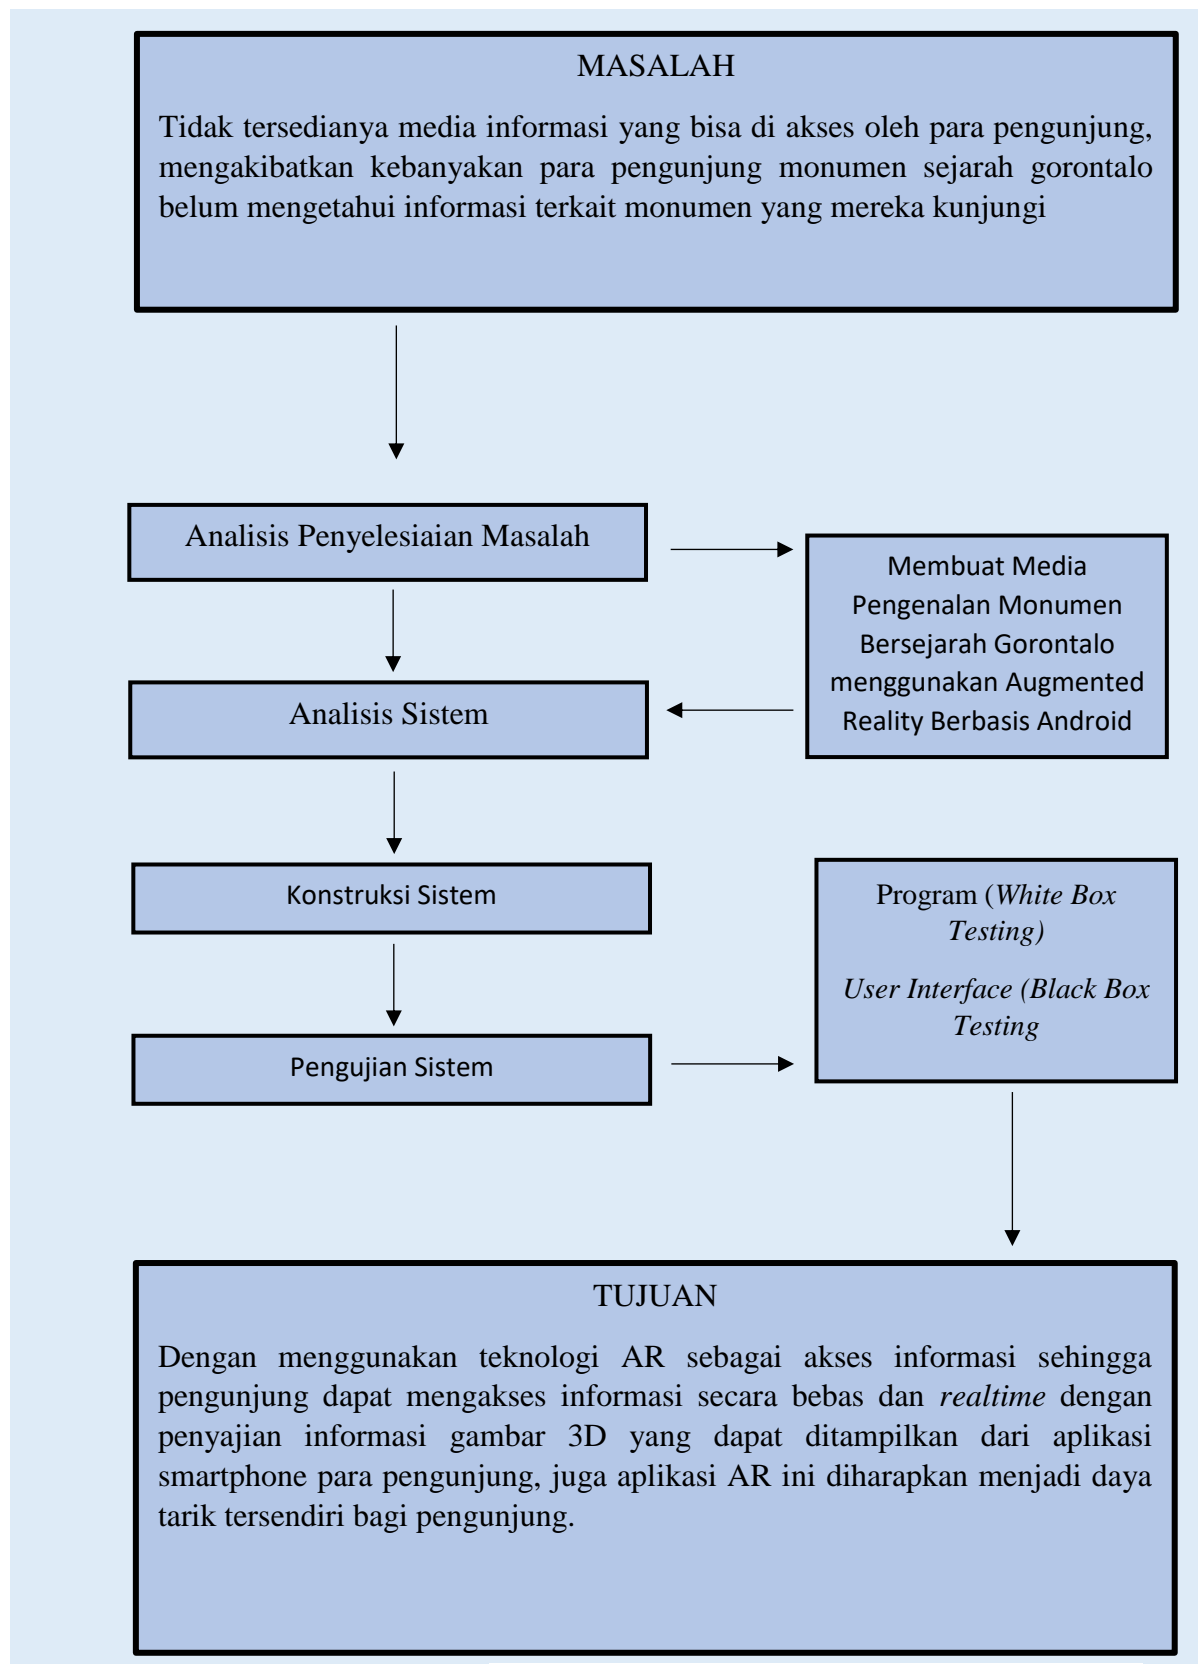 MASALAH
Tidak tersedianya media informasi yang bisa di akses oleh para pengunjung,
mengakibatkan kebanyakan para pengunjung monumen sejarah gorontalo
belum mengetahui informasi terkait monumen yang mereka kunjungi
Analisis Penyelesiaian Masalah
Membuat Media
Pengenalan Monumen
Bersejarah Gorontalo
menggunakan Augmented
Reality Berbasis Android
Analisis Sistem
Konstruksi Sistem
Pengujian Sistem
Program (White Box
Testing)
User Interface (Black Box
Testing
TUJUAN
Dengan menggunakan teknologi AR sebagai akses informasi sehingga
pengunjung dapat mengakses informasi secara bebas dan realtime dengan
penyajian informasi gambar 3D yang dapat ditampilkan dari aplikasi
smartphone para pengunjung, juga aplikasi AR ini diharapkan menjadi daya
tarik tersendiri bagi pengunjung.